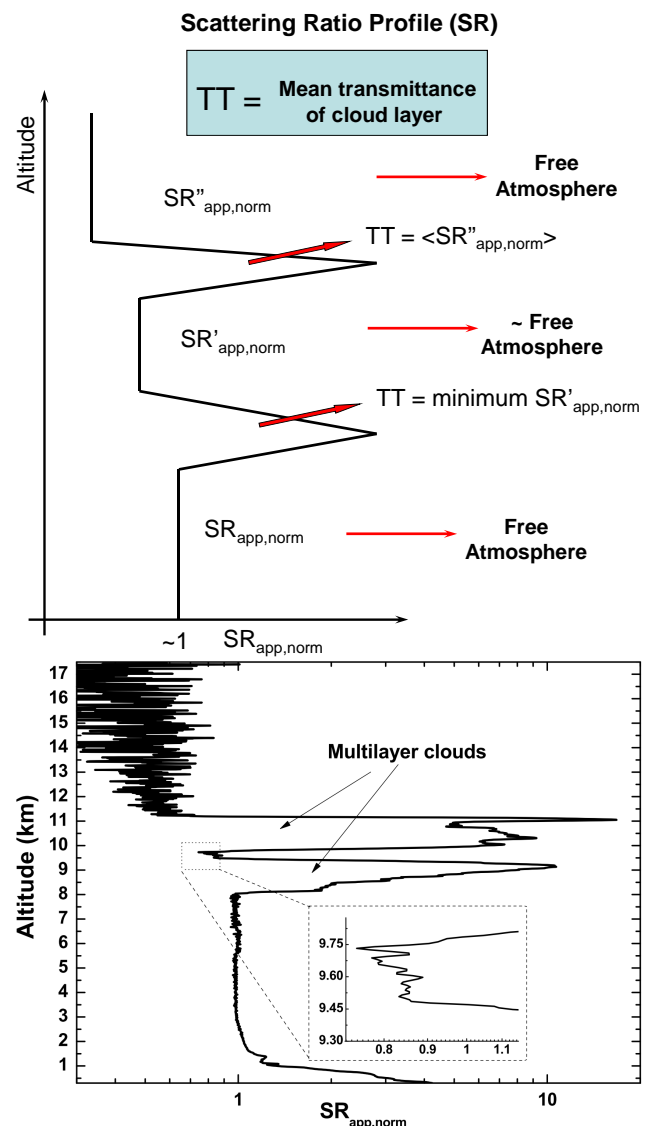 Scattering Ratio Profile (SR)
TT = Mean transmittance
of cloud layer
Altitude
Free
Atmosphere
SR"app,norm
TT = <SR"app,norm>
~ Free
Atmosphere
SR'app,norm
TT = minimum SR'app,norm
SRapp,norm
Free
Atmosphere
~1
SRapp,norm
17
16
15
14
13
12
11
10
9
8
7
6
5
4
3
2
1
Altitude (km)
Multilayer clouds
9.75
9.60
9.45
9.30
0.8 0.9 1 1.1
1 10
SRapp,norm